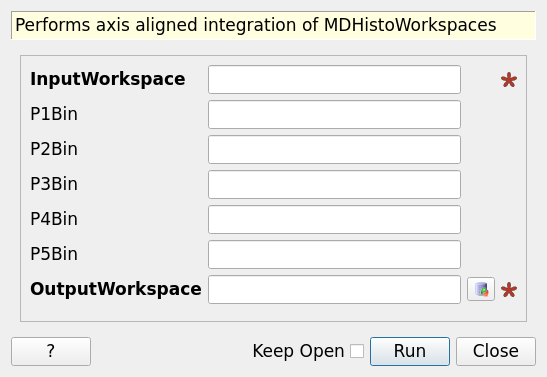 Performs axis aligned integration of MDHistoWorkspaces
InputWorkspace *
P1Bin
P2Bin
P3Bin
P4Bin
P5Bin
OutputWorkspace *
? Keep Open Run Close